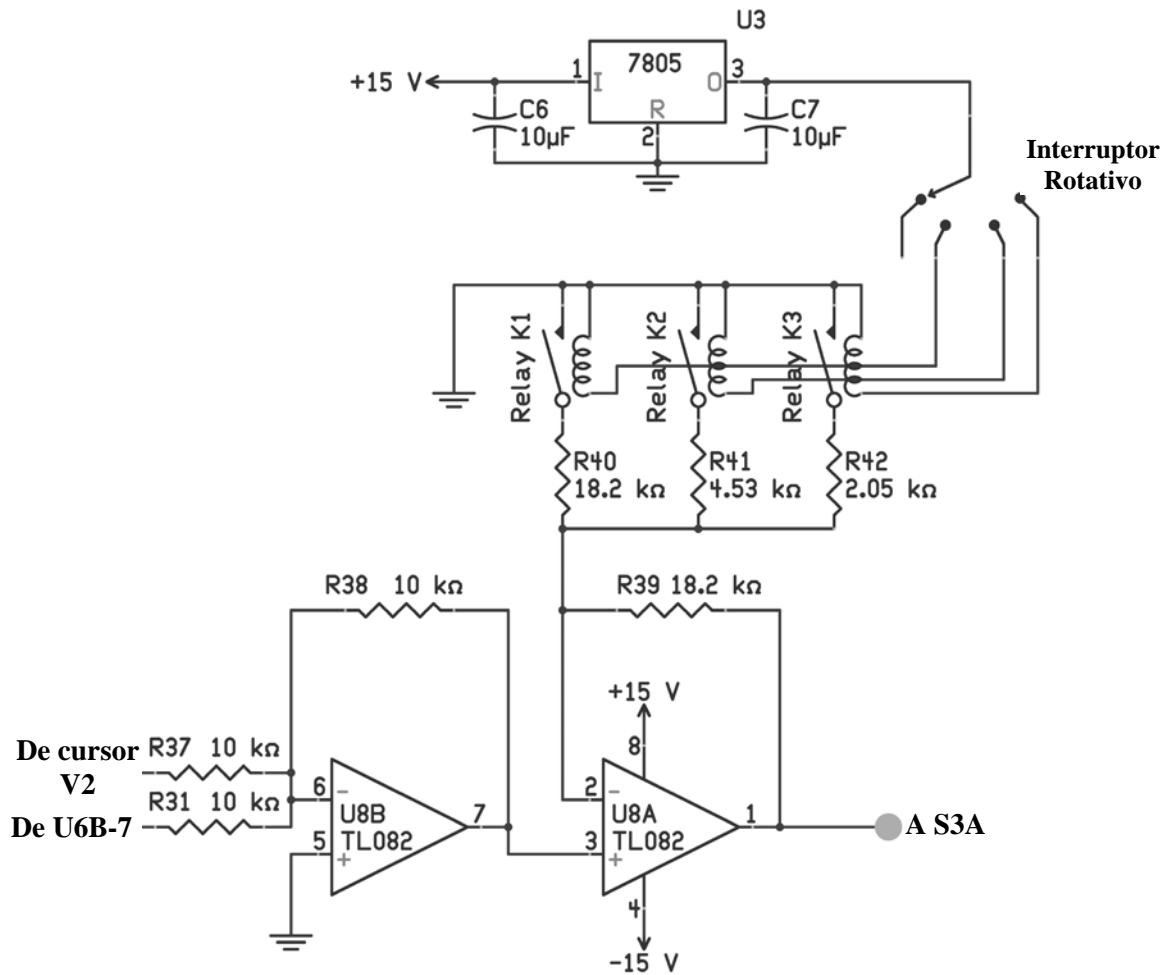 U3
+15 V
1
I
7805
O
3
R
2
C6
10µF
C7
10µF
Interruptor
Rotativo
Relay K1
Relay K2
Relay K3
R40
18.2 kΩ
R41
4.53 kΩ
R42
2.05 kΩ
R38 10 kΩ
R39 18.2 kΩ
+15 V
8
De cursor
V2
R37 10 kΩ
De U6B-7
R31 10 kΩ
6
-
5
+
U8B
TL082
7
2
-
3
+
U8A
TL082
1
A S3A
4
-15 V